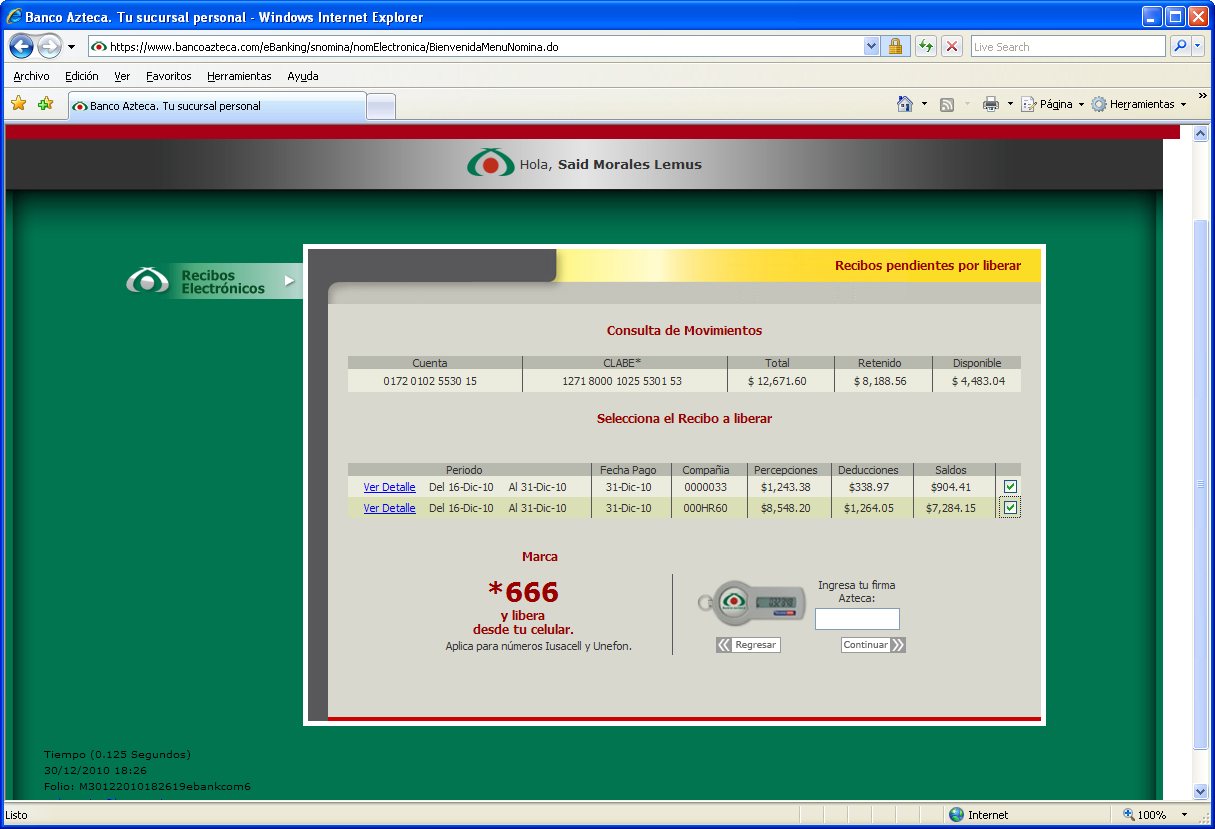 Banco Azteca. Tu sucursal personal - Windows Internet Explorer
https://www.bancoazteca.com/eBanking/snomina/nomElectronica/BienvenidaMenuNomina.do
Live Search
Archivo Edición Ver Favoritos Herramientas Ayuda
Banco Azteca. Tu sucursal personal
Página Herramientas
Hola, Said Morales Lemus
Recibos
Electrónicos
Recibos pendientes por liberar
Consulta de Movimientos
Cuenta CLABE* Total Retenido Disponible
0172 0102 5530 15 1271 8000 1025 5301 53 $ 12,671.60 $ 8,188.56 $ 4,483.04
Selecciona el Recibo a liberar
Periodo Fecha Pago Compañia Percepciones Deducciones Saldos
Ver Detalle Del 16-Dic-10 Al 31-Dic-10 31-Dic-10 0000033 $1,243.38 $338.97 $904.41
Ver Detalle Del 16-Dic-10 Al 31-Dic-10 31-Dic-10 000HR60 $8,548.20 $1,264.05 $7,284.15
Marca
*666
y libera
desde tu celular.
Aplica para números Iusacell y Unefon.
Ingresa tu firma
Azteca:
Regresar
Continuar
Tiempo (0.125 Segundos)
30/12/2010 18:26
Folio: M30122010182619ebankcom6
Listo
Internet
100%